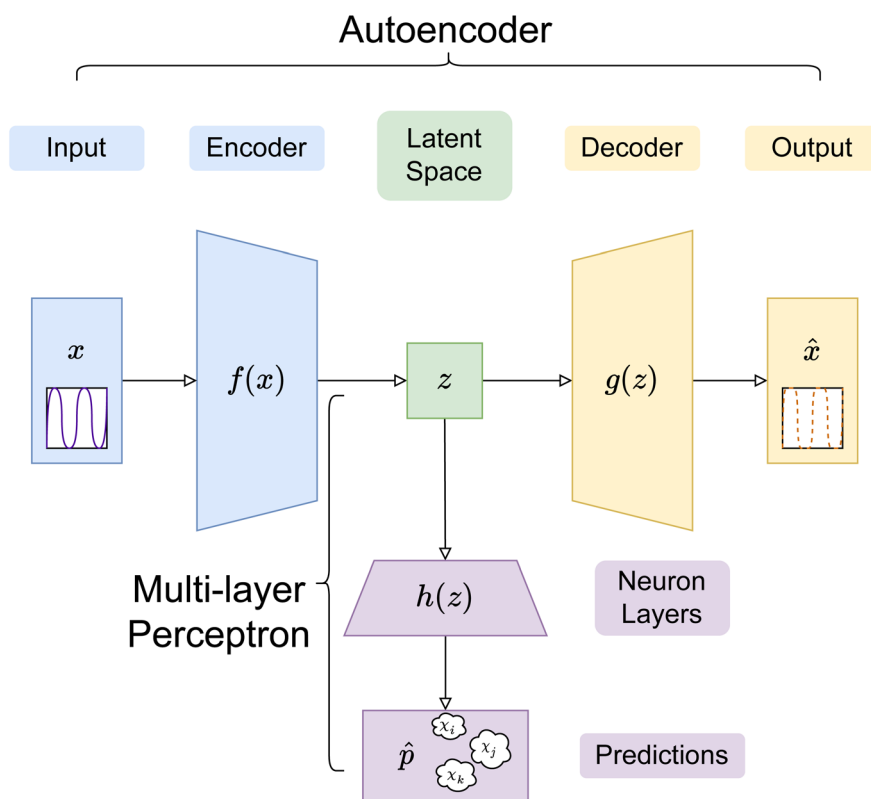 Autoencoder
Input
Encoder
Latent
Space
Decoder
Output
x
f(x)
z
g(z)
x̂
Multi-layer
Perceptron
h(z)
Neuron
Layers
p̂
χᵢ
χⱼ
χₖ
Predictions